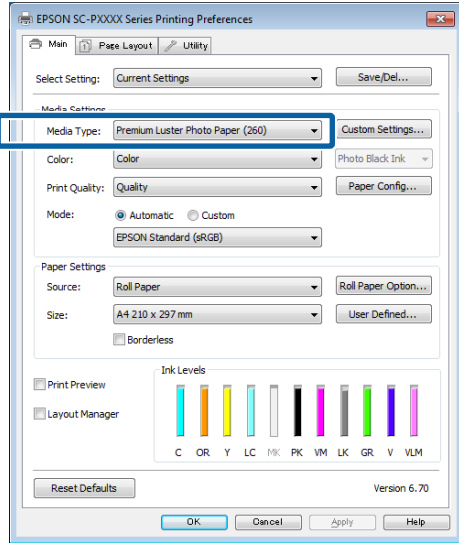 EPSON SC-PXXXX Series Printing Preferences
Main Page Layout Utility
Select Setting: Current Settings Save/Del...
Media Settings
Media Type: Premium Luster Photo Paper (260) Custom Settings...
Color: Color Photo Black Ink
Print Quality: Quality Paper Config...
Mode: Automatic Custom
EPSON Standard (sRGB)
Paper Settings
Source: Roll Paper Roll Paper Option...
Size: A4 210 x 297 mm User Defined...
Borderless
Ink Levels
Print Preview
Layout Manager
C OR Y LC MK PK VM LK GR V VLM
Reset Defaults Version 6.70
OK Cancel Apply Help